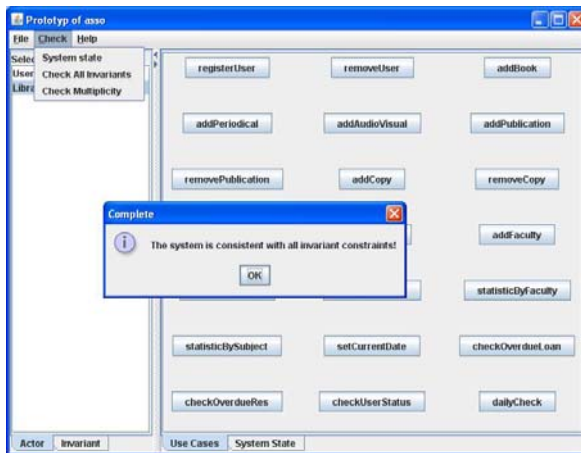 Prototyp of asso
File Check Help
System state
Check All Invariants
Check Multiplicity
Selec
User
Libra
registerUser removeUser addBook
addPeriodical addAudioVisual addPublication
removePublication addCopy removeCopy
addFaculty
statisticByFaculty
statisticBySubject setCurrentDate checkOverdueLoan
checkOverdueRes checkUserStatus dailyCheck
Complete
The system is consistent with all invariant constraints!
OK
Actor Invariant
Use Cases System State